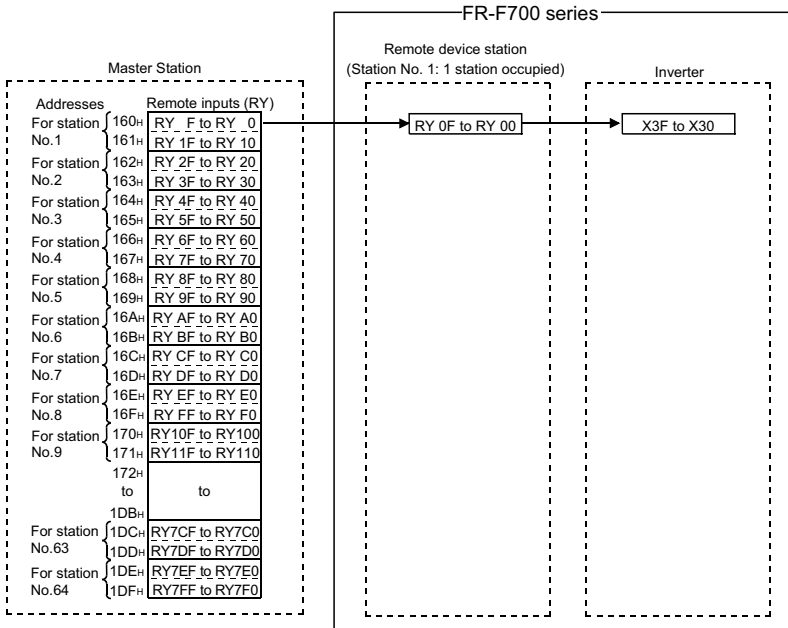 FR-F700 series
Remote device station
(Station No. 1: 1 station occupied)
Master Station
Inverter
Addresses
Remote inputs (RY)
For station No.1
160H RY F to RY 0
161H RY 1F to RY 10
RY 0F to RY 00
X3F to X30
For station No.2
162H RY 2F to RY 20
163H RY 3F to RY 30
For station No.3
164H RY 4F to RY 40
165H RY 5F to RY 50
For station No.4
166H RY 6F to RY 60
167H RY 7F to RY 70
For station No.5
168H RY 8F to RY 80
169H RY 9F to RY 90
For station No.6
16AH RY AF to RY A0
16BH RY BF to RY B0
For station No.7
16CH RY CF to RY C0
16DH RY DF to RY D0
For station No.8
16EH RY EF to RY E0
16FH RY FF to RY F0
For station No.9
170H RY10F to RY100
171H RY11F to RY110
172H
to to
1DBH
For station No.63
1DCH RY7CF to RY7C0
1DDH RY7DF to RY7D0
For station No.64
1DEH RY7EF to RY7E0
1DFH RY7FF to RY7F0